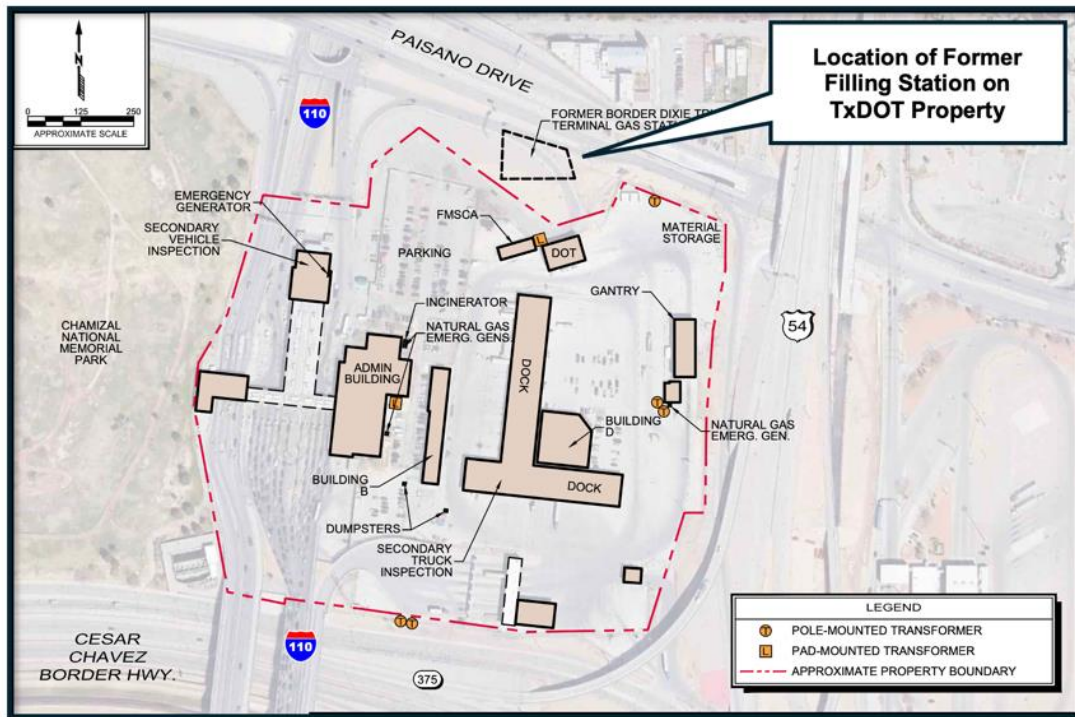 N
0 125 250
APPROXIMATE SCALE
110
PAISANO DRIVE
Location of Former
Filling Station on
TxDOT Property
FORMER BORDER DIXIE
TERMINAL GAS
EMERGENCY
GENERATOR
SECONDARY
VEHICLE
INSPECTION
FMSCA
L
DOT
T
MATERIAL
STORAGE
PARKING
GANTRY
INCINERATOR
NATURAL GAS
EMERG. GENS.
54
CHAMIZAL
NATIONAL
MEMORIAL
PARK
ADMIN
BUILDING
L
DOCK
T
T
BUILDING
D
NATURAL GAS
EMERG. GEN.
BUILDING
B
DOCK
DUMPSTERS
SECONDARY
TRUCK
INSPECTION
T T
CESAR
CHAVEZ
BORDER HWY.
110
375
LEGEND
T POLE-MOUNTED TRANSFORMER
L PAD-MOUNTED TRANSFORMER
APPROXIMATE PROPERTY BOUNDARY